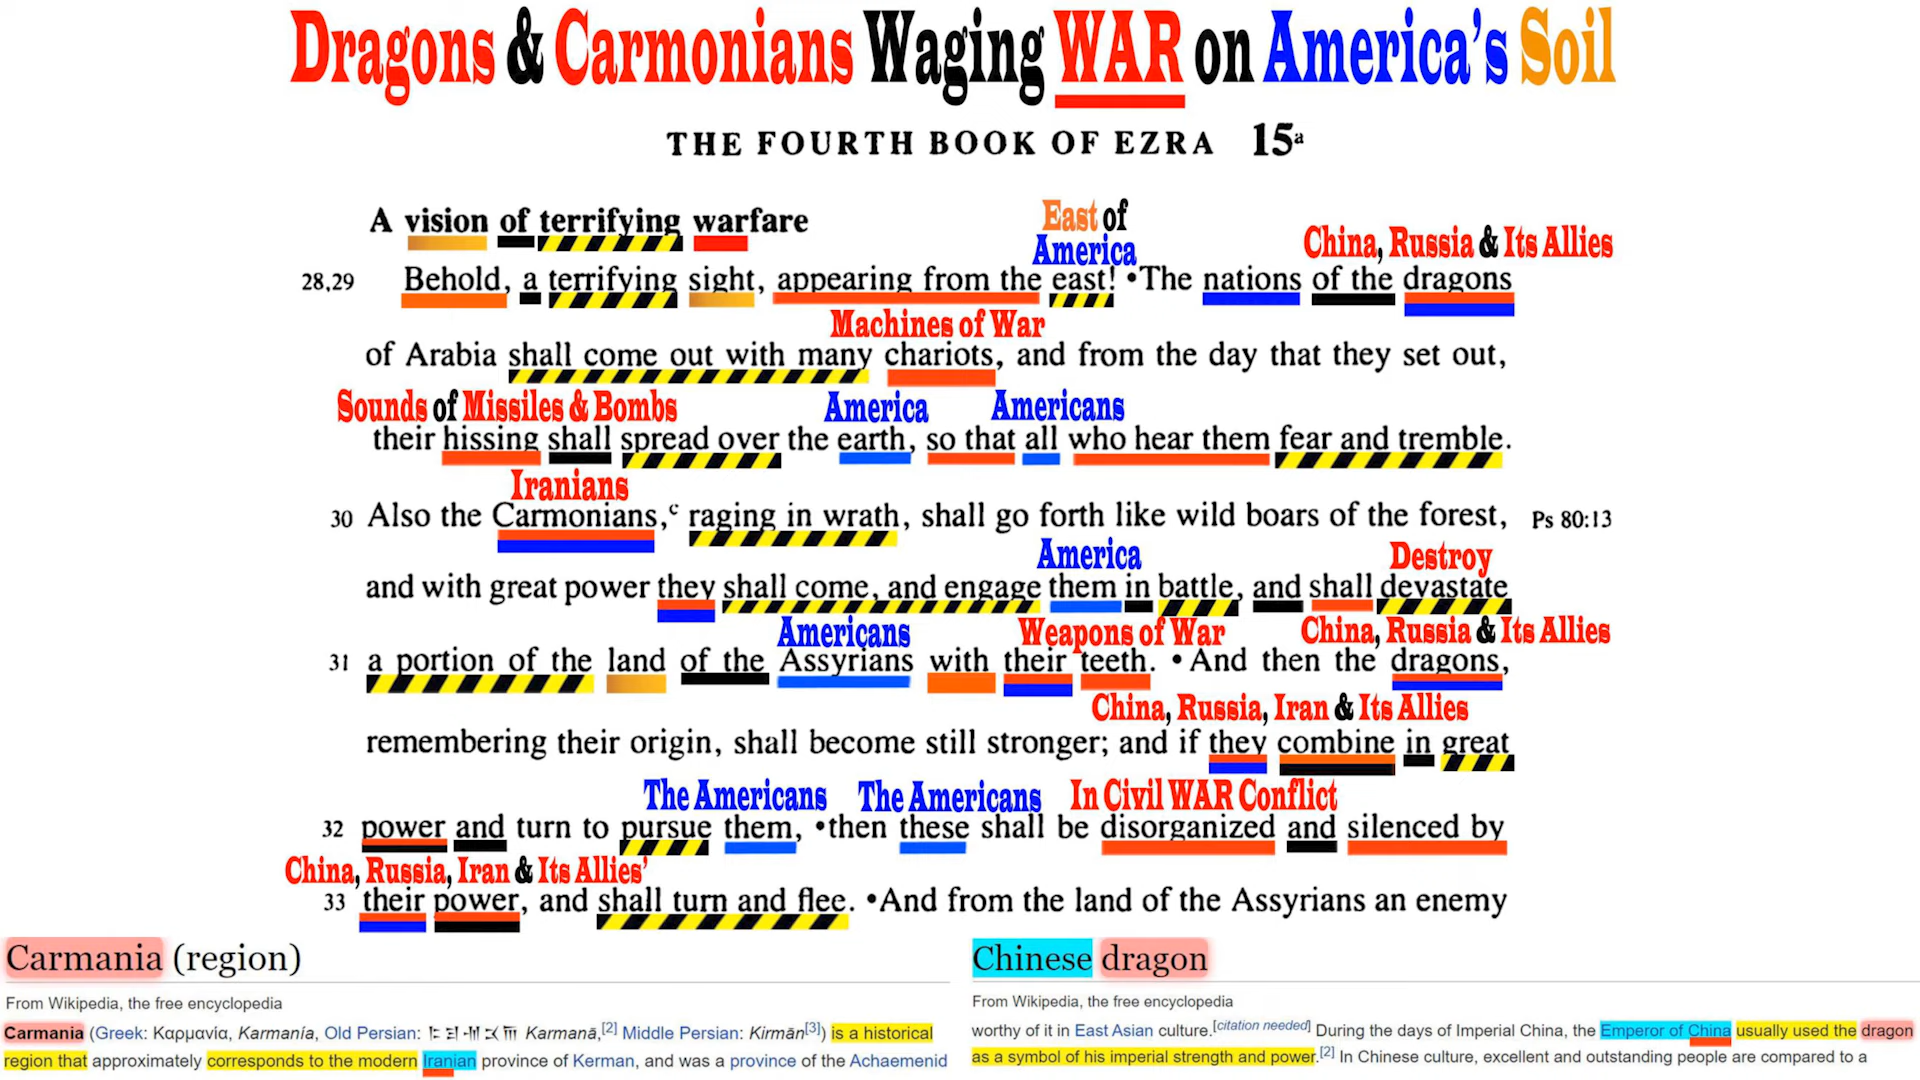 Dragons & Carmonians Waging WAR on America's Soil
THE FOURTH BOOK OF EZRA 15ᵃ
A vision of terrifying warfare
East of
America
China, Russia & Its Allies
28,29 Behold, a terrifying sight, appearing from the east! •The nations of the dragons
Machines of War
of Arabia shall come out with many chariots, and from the day that they set out,
Sounds of Missiles & Bombs America Americans
their hissing shall spread over the earth, so that all who hear them fear and tremble.
Iranians
30 Also the Carmonians,ᶜ raging in wrath, shall go forth like wild boars of the forest, Ps 80:13
America Destroy
and with great power they shall come, and engage them in battle, and shall devastate
Americans Weapons of War China, Russia & Its Allies
31 a portion of the land of the Assyrians with their teeth. •And then the dragons,
China, Russia, Iran & Its Allies
remembering their origin, shall become still stronger; and if they combine in great
The Americans The Americans In Civil WAR Conflict
32 power and turn to pursue them, •then these shall be disorganized and silenced by
China, Russia, Iran & Its Allies'
33 their power, and shall turn and flee. •And from the land of the Assyrians an enemy
Carmania (region)
From Wikipedia, the free encyclopedia
Carmania (Greek: Καρμανία, Karmanía, Old Persian: Karmanā,[2] Middle Persian: Kirmān[3]) is a historical
region that approximately corresponds to the modern Iranian province of Kerman, and was a province of the Achaemenid
Chinese dragon
From Wikipedia, the free encyclopedia
worthy of it in East Asian culture.[citation needed] During the days of Imperial China, the Emperor of China usually used the dragon
as a symbol of his imperial strength and power.[2] In Chinese culture, excellent and outstanding people are compared to a